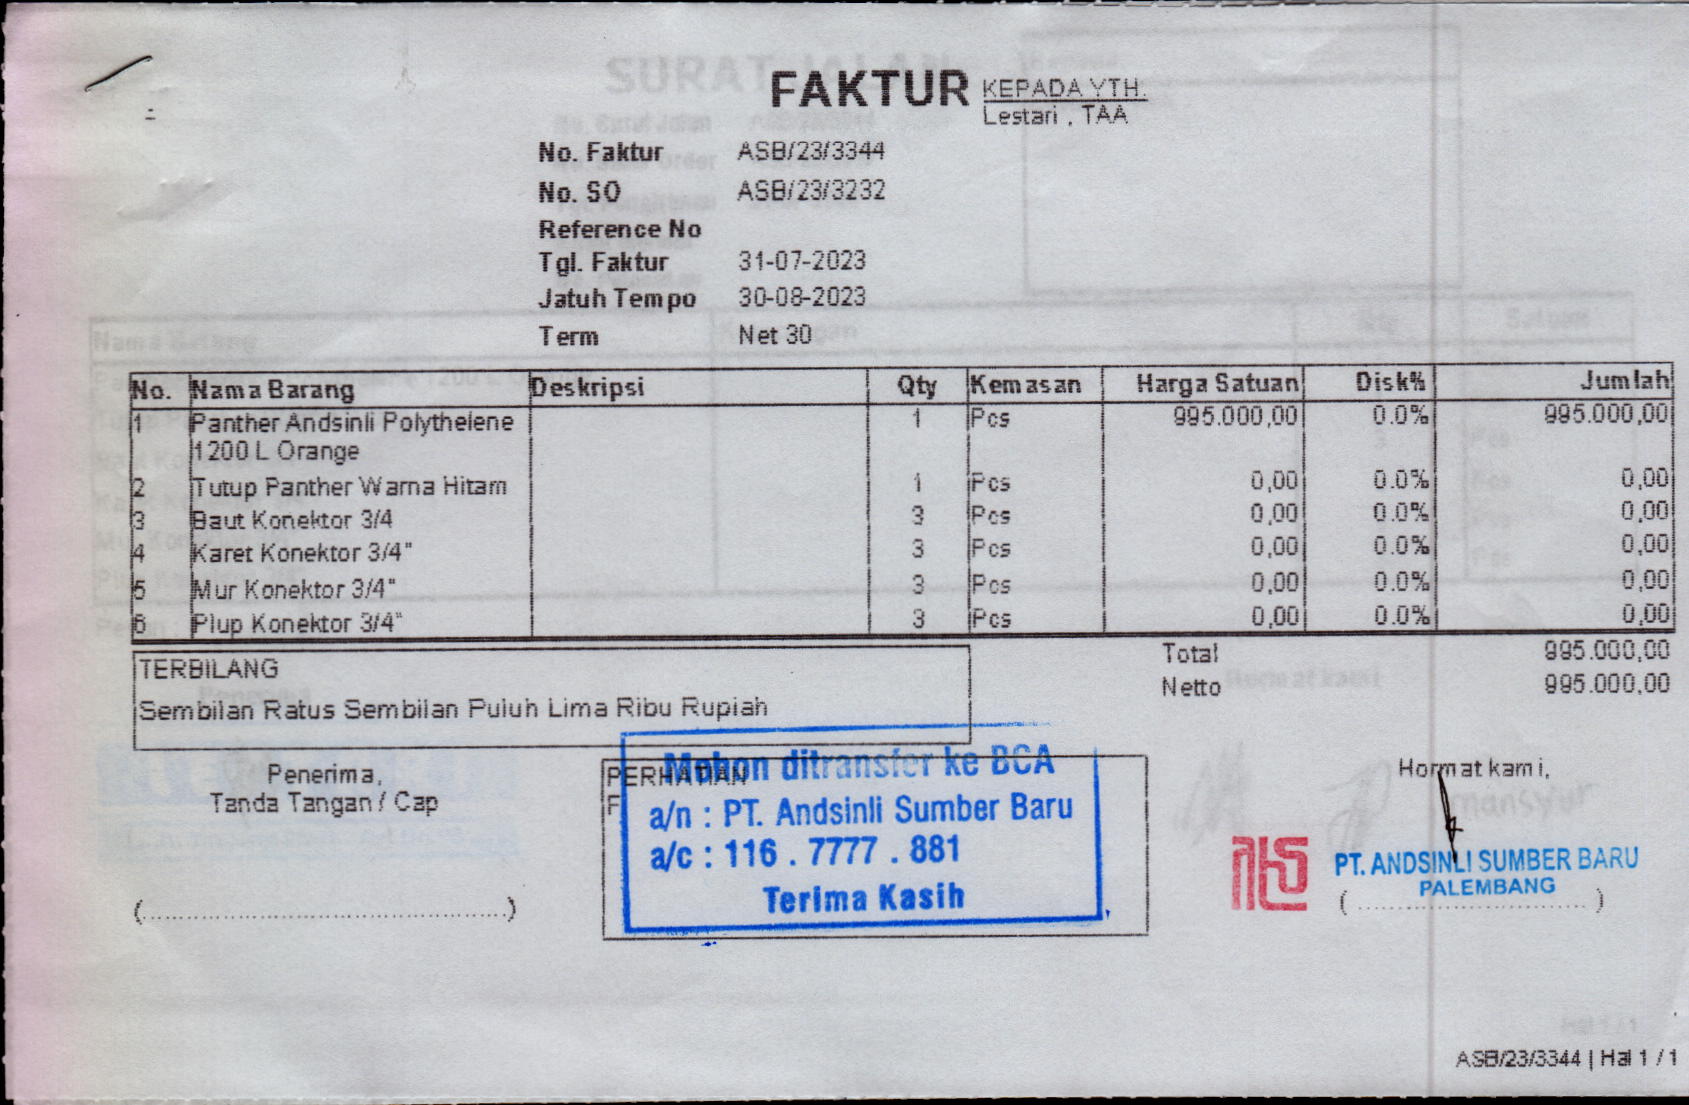 FAKTUR
KEPADA YTH.
Lestari , TAA
No. Faktur ASB/23/3344
No. SO ASB/23/3232
Reference No
Tgl. Faktur 31-07-2023
Jatuh Tempo 30-08-2023
Term Net 30
No. Nama Barang Deskripsi Qty Kemasan Harga Satuan Disk% Jumlah
1 Panther Andsinli Polythelene 1 Pcs 995.000,00 0.0% 995.000,00
1200 L Orange
2 Tutup Panther Warna Hitam 1 Pcs 0,00 0.0% 0,00
3 Baut Konektor 3/4 3 Pcs 0,00 0.0% 0,00
4 Karet Konektor 3/4" 3 Pcs 0,00 0.0% 0,00
5 Mur Konektor 3/4" 3 Pcs 0,00 0.0% 0,00
6 Plup Konektor 3/4" 3 Pcs 0,00 0.0% 0,00
Total 995.000,00
Netto 995.000,00
TERBILANG
Sembilan Ratus Sembilan Puluh Lima Ribu Rupiah
Penerima,
Tanda Tangan / Cap
(........................................)
PERHATIAN
F
Mohon ditransfer ke BCA
a/n : PT. Andsinli Sumber Baru
a/c : 116 . 7777 . 881
Terima Kasih
Hormat kami,
PT. ANDSINLI SUMBER BARU
PALEMBANG
(..............................)
ASB/23/3344 | Hal 1 / 1